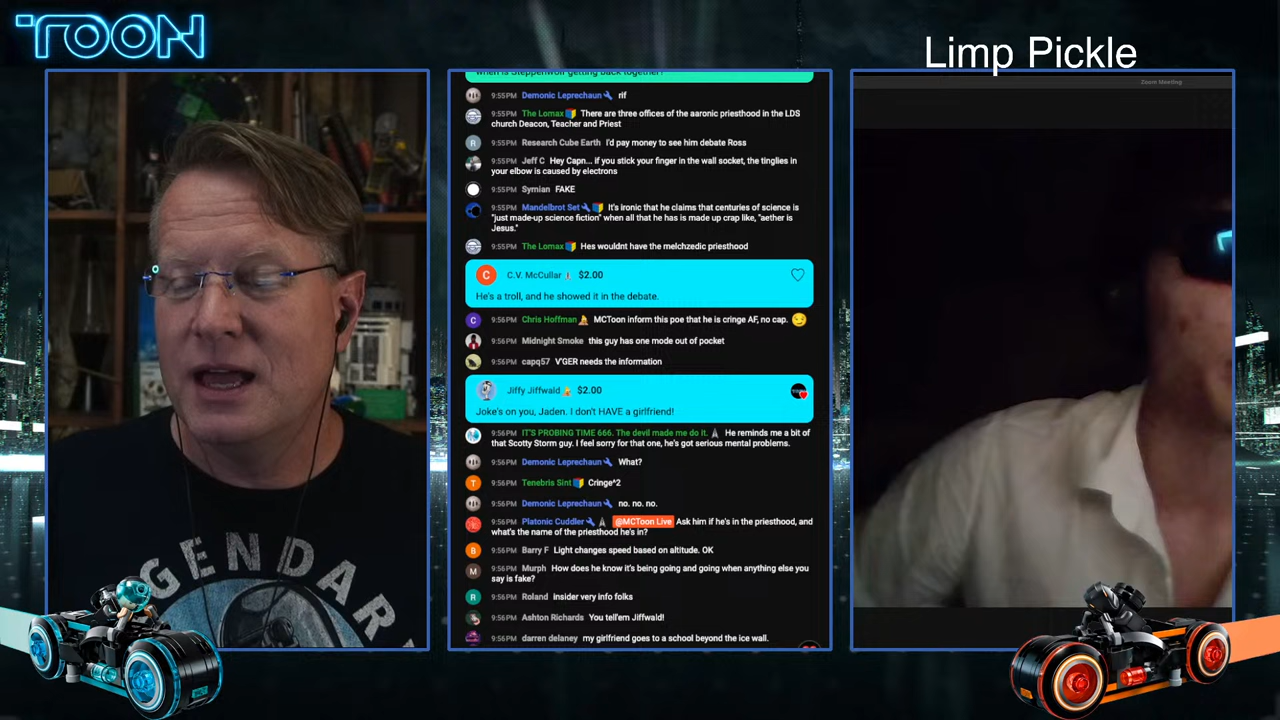 TOON
Limp Pickle
Zoom Meeting
when is Steppenwolf getting back together?
9:55PM Demonic Leprechaun rif
9:55PM The Lomax There are three offices of the aaronic priesthood in the LDS
church Deacon, Teacher and Priest
R 9:55PM Research Cube Earth I'd pay money to see him debate Ross
9:55PM Jeff C Hey Capn... if you stick your finger in the wall socket, the tinglies in
your elbow is caused by electrons
9:55PM Symian FAKE
9:55PM Mandelbrot Set It's ironic that he claims that centuries of science is
"just made-up science fiction" when all that he has is made up crap like, "aether is
Jesus."
9:55PM The Lomax Hes wouldnt have the melchzedic priesthood
C C.V. McCullar $2.00
He's a troll, and he showed it in the debate.
C 9:56PM Chris Hoffman MCToon inform this poe that he is cringe AF, no cap. 😏
9:56PM Midnight Smoke this guy has one mode out of pocket
9:56PM capq57 V'GER needs the information
Jiffy Jiffwald $2.00
Joke's on you, Jaden. I don't HAVE a girlfriend!
9:56PM IT'S PROBING TIME 666. The devil made me do it. He reminds me a bit of
that Scotty Storm guy. I feel sorry for that one, he's got serious mental problems.
9:56PM Demonic Leprechaun What?
T 9:56PM Tenebris Sint Cringe^2
9:56PM Demonic Leprechaun no. no. no.
9:56PM Platonic Cuddler @MCToon Live Ask him if he's in the priesthood, and
what's the name of the priesthood he's in?
B 9:56PM Barry F Light changes speed based on altitude. OK
M 9:56PM Murph How does he know it's being going and going when anything else you
say is fake?
R 9:56PM Roland insider very info folks
9:56PM Ashton Richards You tell'em Jiffwald!
9:56PM darren delaney my girlfriend goes to a school beyond the ice wall.
LEGENDAR